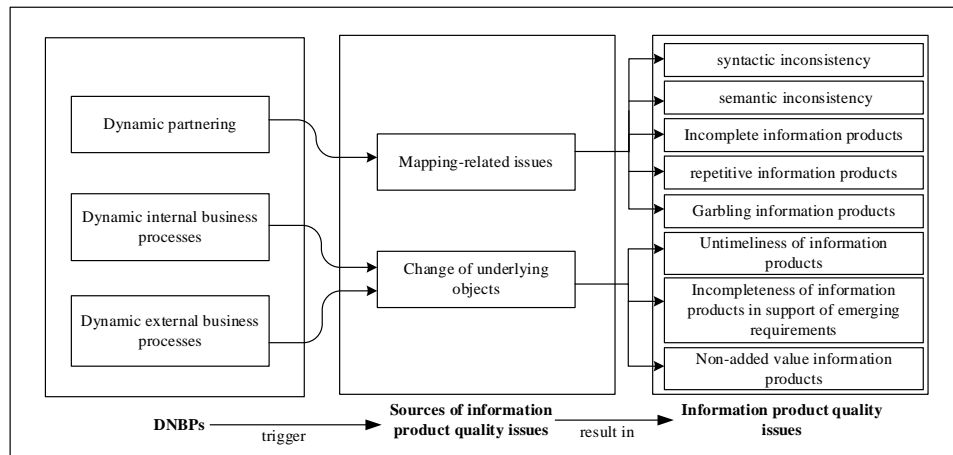 Dynamic partnering
Dynamic internal business
processes
Dynamic external business
processes
Mapping-related issues
Change of underlying
objects
syntactic inconsistency
semantic inconsistency
Incomplete information products
repetitive information products
Garbling information products
Untimeliness of information
products
Incompleteness of information
products in support of emerging
requirements
Non-added value information
products
DNBPs
trigger
Sources of information
product quality issues
result in
Information product quality
issues